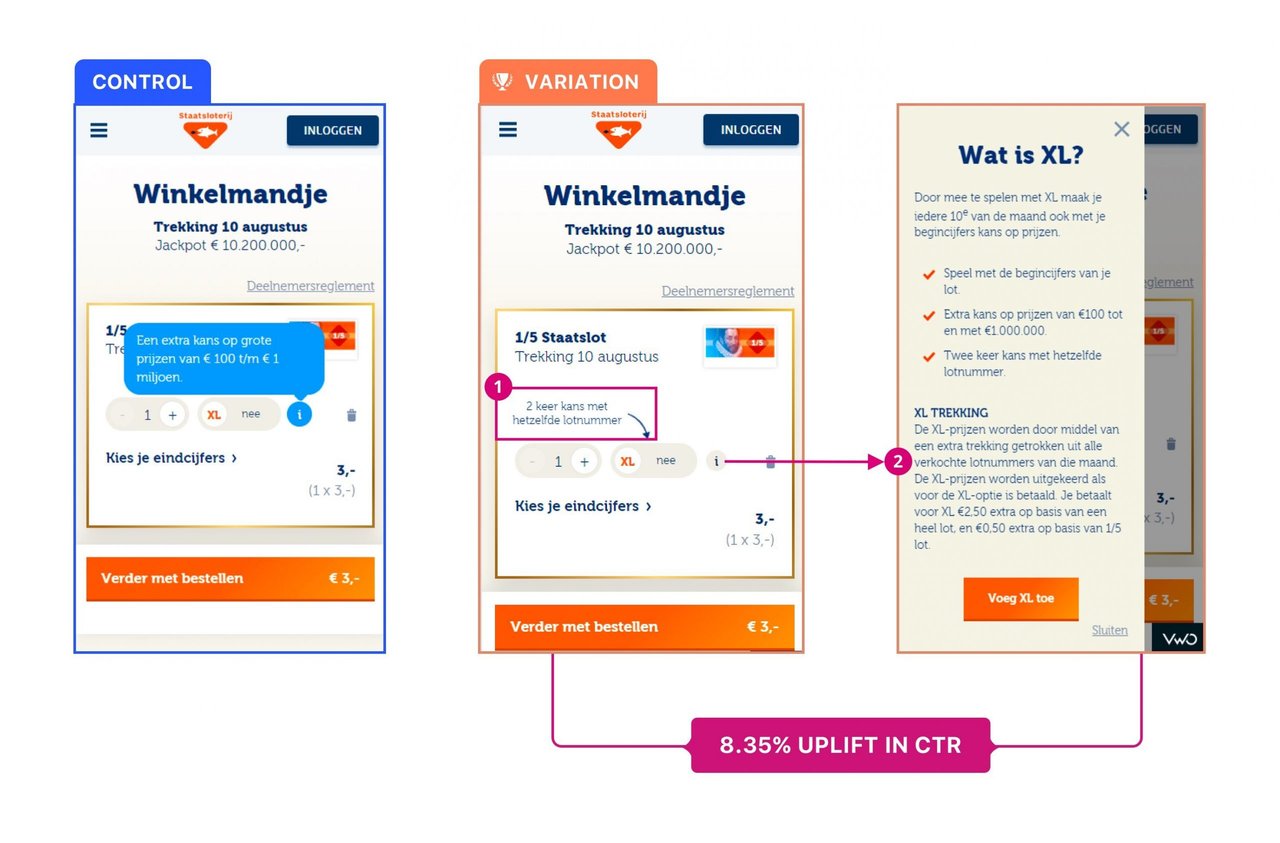 CONTROL
Staatsloterij
INLOGGEN
Winkelmandje
Trekking 10 augustus
Jackpot € 10.200.000,-
Deelnemersreglement
1/5
Tre
1/5
Een extra kans op grote
prijzen van € 100 t/m € 1
miljoen.
- 1 + XL nee i
Kies je eindcijfers ›
3,-
(1 x 3,-)
Verder met bestellen € 3,-
VARIATION
Staatsloterij
INLOGGEN
Winkelmandje
Trekking 10 augustus
Jackpot € 10.200.000,-
Deelnemersreglement
1/5 Staatslot
Trekking 10 augustus
1/5
1
2 keer kans met
hetzelfde lotnummer
- 1 + XL nee i
2
Kies je eindcijfers ›
3,-
(1 x 3,-)
Verder met bestellen € 3,-
OGGEN
Wat is XL?
Door mee te spelen met XL maak je
iedere 10e van de maand ook met je
begincijfers kans op prijzen.
Speel met de begincijfers van je
lot.
Extra kans op prijzen van €100 tot
en met €1.000.000.
Twee keer kans met hetzelfde
lotnummer.
XL TREKKING
De XL-prijzen worden door middel van
een extra trekking getrokken uit alle
verkochte lotnummers van die maand.
De XL-prijzen worden uitgekeerd als
voor de XL-optie is betaald. Je betaalt
voor XL €2,50 extra op basis van een
heel lot, en €0,50 extra op basis van 1/5
lot.
Voeg XL toe
Sluiten
eglement
1/5
3,-
x 3,-)
€ 3,-
VWO
8.35% UPLIFT IN CTR